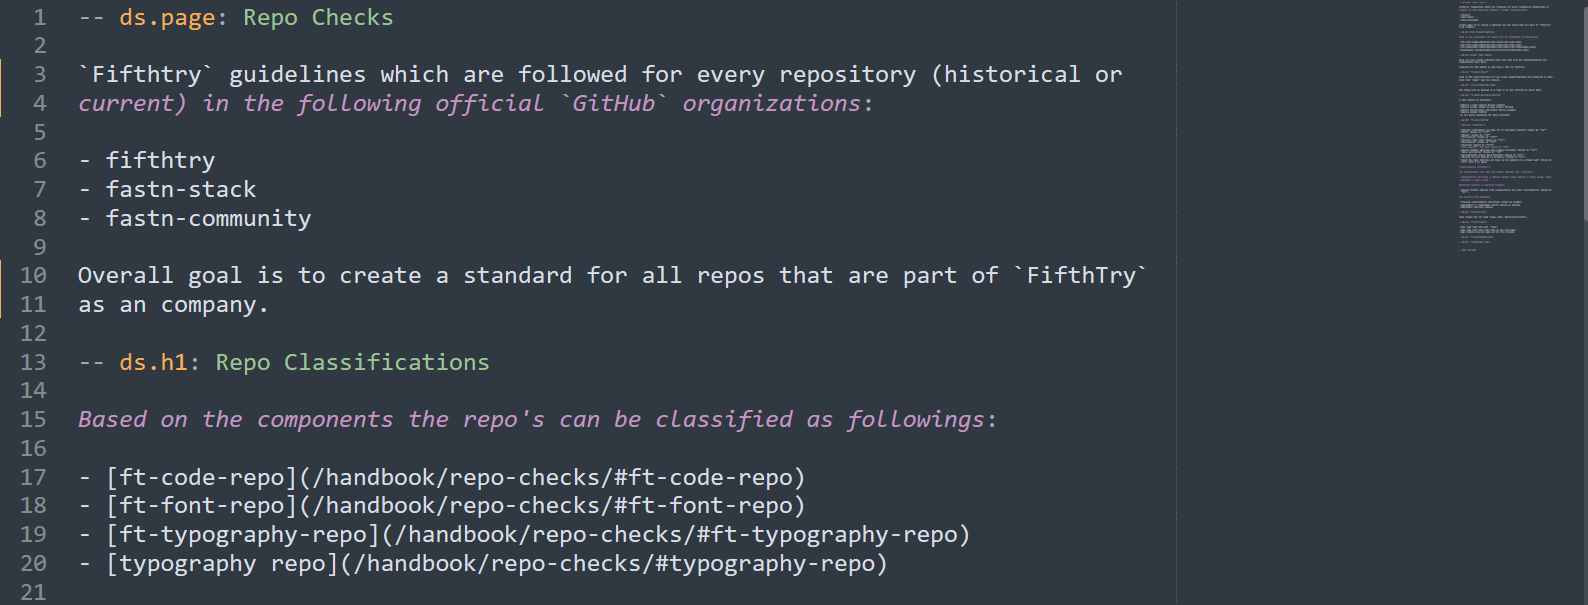 1 -- ds.page: Repo Checks
2
3 `Fifthtry` guidelines which are followed for every repository (historical or
4 current) in the following official `GitHub` organizations:
5
6 - fifthtry
7 - fastn-stack
8 - fastn-community
9
10 Overall goal is to create a standard for all repos that are part of `FifthTry`
11 as an company.
12
13 -- ds.h1: Repo Classifications
14
15 Based on the components the repo's can be classified as followings:
16
17 - [ft-code-repo](/handbook/repo-checks/#ft-code-repo)
18 - [ft-font-repo](/handbook/repo-checks/#ft-font-repo)
19 - [ft-typography-repo](/handbook/repo-checks/#ft-typography-repo)
20 - [typography repo](/handbook/repo-checks/#typography-repo)
21